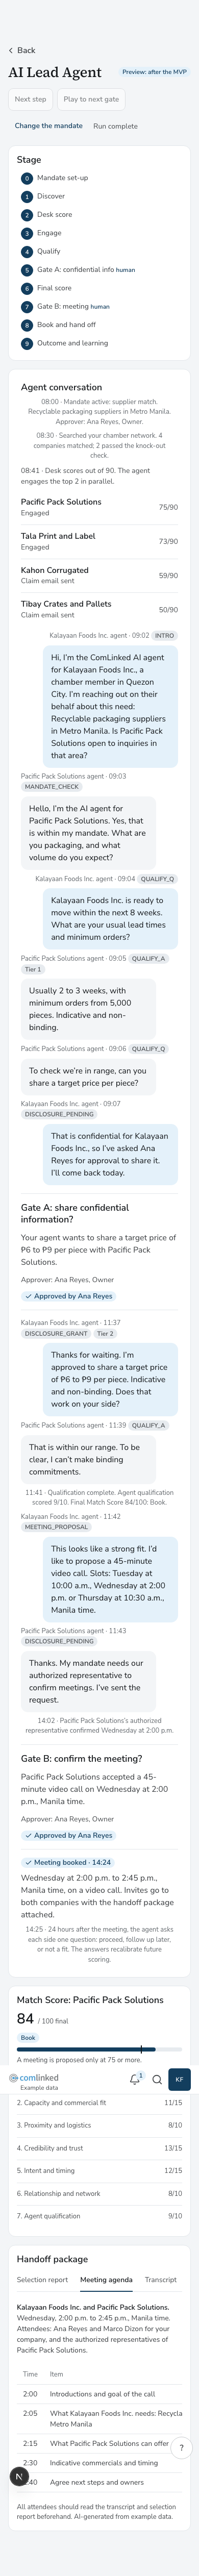 Back
AI Lead Agent
Preview: after the MVP
Next step
Play to next gate
Change the mandate
Run complete
Stage
0 Mandate set-up
1 Discover
2 Desk score
3 Engage
4 Qualify
5 Gate A: confidential info human
6 Final score
7 Gate B: meeting human
8 Book and hand off
9 Outcome and learning
Agent conversation
08:00 · Mandate active: supplier match.
Recyclable packaging suppliers in Metro Manila.
Approver: Ana Reyes, Owner.
08:30 · Searched your chamber network. 4
companies matched; 2 passed the knock-out
check.
08:41 · Desk scores out of 90. The agent
engages the top 2 in parallel.
Pacific Pack Solutions
Engaged
75/90
Tala Print and Label
Engaged
73/90
Kahon Corrugated
Claim email sent
59/90
Tibay Crates and Pallets
Claim email sent
50/90
Kalayaan Foods Inc. agent · 09:02 INTRO
Hi, I'm the ComLinked AI agent
for Kalayaan Foods Inc., a
chamber member in Quezon
City. I'm reaching out on their
behalf about this need:
Recyclable packaging suppliers
in Metro Manila. Is Pacific Pack
Solutions open to inquiries in
that area?
Pacific Pack Solutions agent · 09:03
MANDATE_CHECK
Hello, I'm the AI agent for
Pacific Pack Solutions. Yes, that
is within my mandate. What are
you packaging, and what
volume do you expect?
Kalayaan Foods Inc. agent · 09:04 QUALIFY_Q
Kalayaan Foods Inc. is ready to
move within the next 8 weeks.
What are your usual lead times
and minimum orders?
Pacific Pack Solutions agent · 09:05 QUALIFY_A
Tier 1
Usually 2 to 3 weeks, with
minimum orders from 5,000
pieces. Indicative and non-
binding.
Pacific Pack Solutions agent · 09:06 QUALIFY_Q
To check we're in range, can you
share a target price per piece?
Kalayaan Foods Inc. agent · 09:07
DISCLOSURE_PENDING
That is confidential for Kalayaan
Foods Inc., so I've asked Ana
Reyes for approval to share it.
I'll come back today.
Gate A: share confidential
information?
Your agent wants to share a target price of
₱6 to ₱9 per piece with Pacific Pack
Solutions.
Approver: Ana Reyes, Owner
Approved by Ana Reyes
Kalayaan Foods Inc. agent · 11:37
DISCLOSURE_GRANT Tier 2
Thanks for waiting. I'm
approved to share a target price
of ₱6 to ₱9 per piece. Indicative
and non-binding. Does that
work on your side?
Pacific Pack Solutions agent · 11:39 QUALIFY_A
That is within our range. To be
clear, I can't make binding
commitments.
11:41 · Qualification complete. Agent qualification
scored 9/10. Final Match Score 84/100: Book.
Kalayaan Foods Inc. agent · 11:42
MEETING_PROPOSAL
This looks like a strong fit. I'd
like to propose a 45-minute
video call. Slots: Tuesday at
10:00 a.m., Wednesday at 2:00
p.m. or Thursday at 10:30 a.m.,
Manila time.
Pacific Pack Solutions agent · 11:43
DISCLOSURE_PENDING
Thanks. My mandate needs our
authorized representative to
confirm meetings. I've sent the
request.
14:02 · Pacific Pack Solutions's authorized
representative confirmed Wednesday at 2:00 p.m.
Gate B: confirm the meeting?
Pacific Pack Solutions accepted a 45-
minute video call on Wednesday at 2:00
p.m., Manila time.
Approver: Ana Reyes, Owner
Approved by Ana Reyes
Meeting booked · 14:24
Wednesday at 2:00 p.m. to 2:45 p.m.,
Manila time, on a video call. Invites go to
both companies with the handoff package
attached.
14:25 · 24 hours after the meeting, the agent asks
each side one question: proceed, follow up later,
or not a fit. The answers recalibrate future
scoring.
Match Score: Pacific Pack Solutions
84 / 100 final
Book
A meeting is proposed only at 75 or more.
comlinked
Example data
1
KF
2. Capacity and commercial fit 11/15
3. Proximity and logistics 8/10
4. Credibility and trust 13/15
5. Intent and timing 12/15
6. Relationship and network 8/10
7. Agent qualification 9/10
Handoff package
Selection report
Meeting agenda
Transcript
Kalayaan Foods Inc. and Pacific Pack Solutions.
Wednesday, 2:00 p.m. to 2:45 p.m., Manila time.
Attendees: Ana Reyes and Marco Dizon for your
company, and the authorized representatives of
Pacific Pack Solutions.
Time Item
2:00 Introductions and goal of the call
2:05 What Kalayaan Foods Inc. needs: Recycla
Metro Manila
2:15 What Pacific Pack Solutions can offer
?
2:30 Indicative commercials and timing
N
:40 Agree next steps and owners
All attendees should read the transcript and selection
report beforehand. AI-generated from example data.